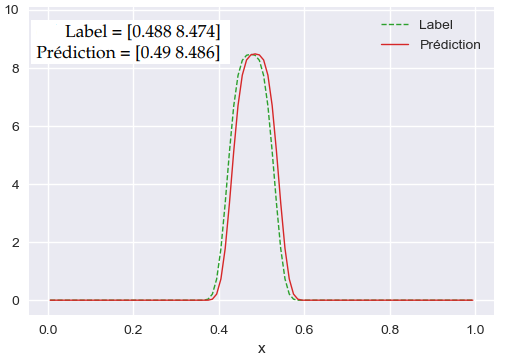 Label = [0.488 8.474]
Prédiction = [0.49 8.486]
Label
Prédiction
10
8
6
4
2
0
0.0 0.2 0.4 0.6 0.8 1.0
x